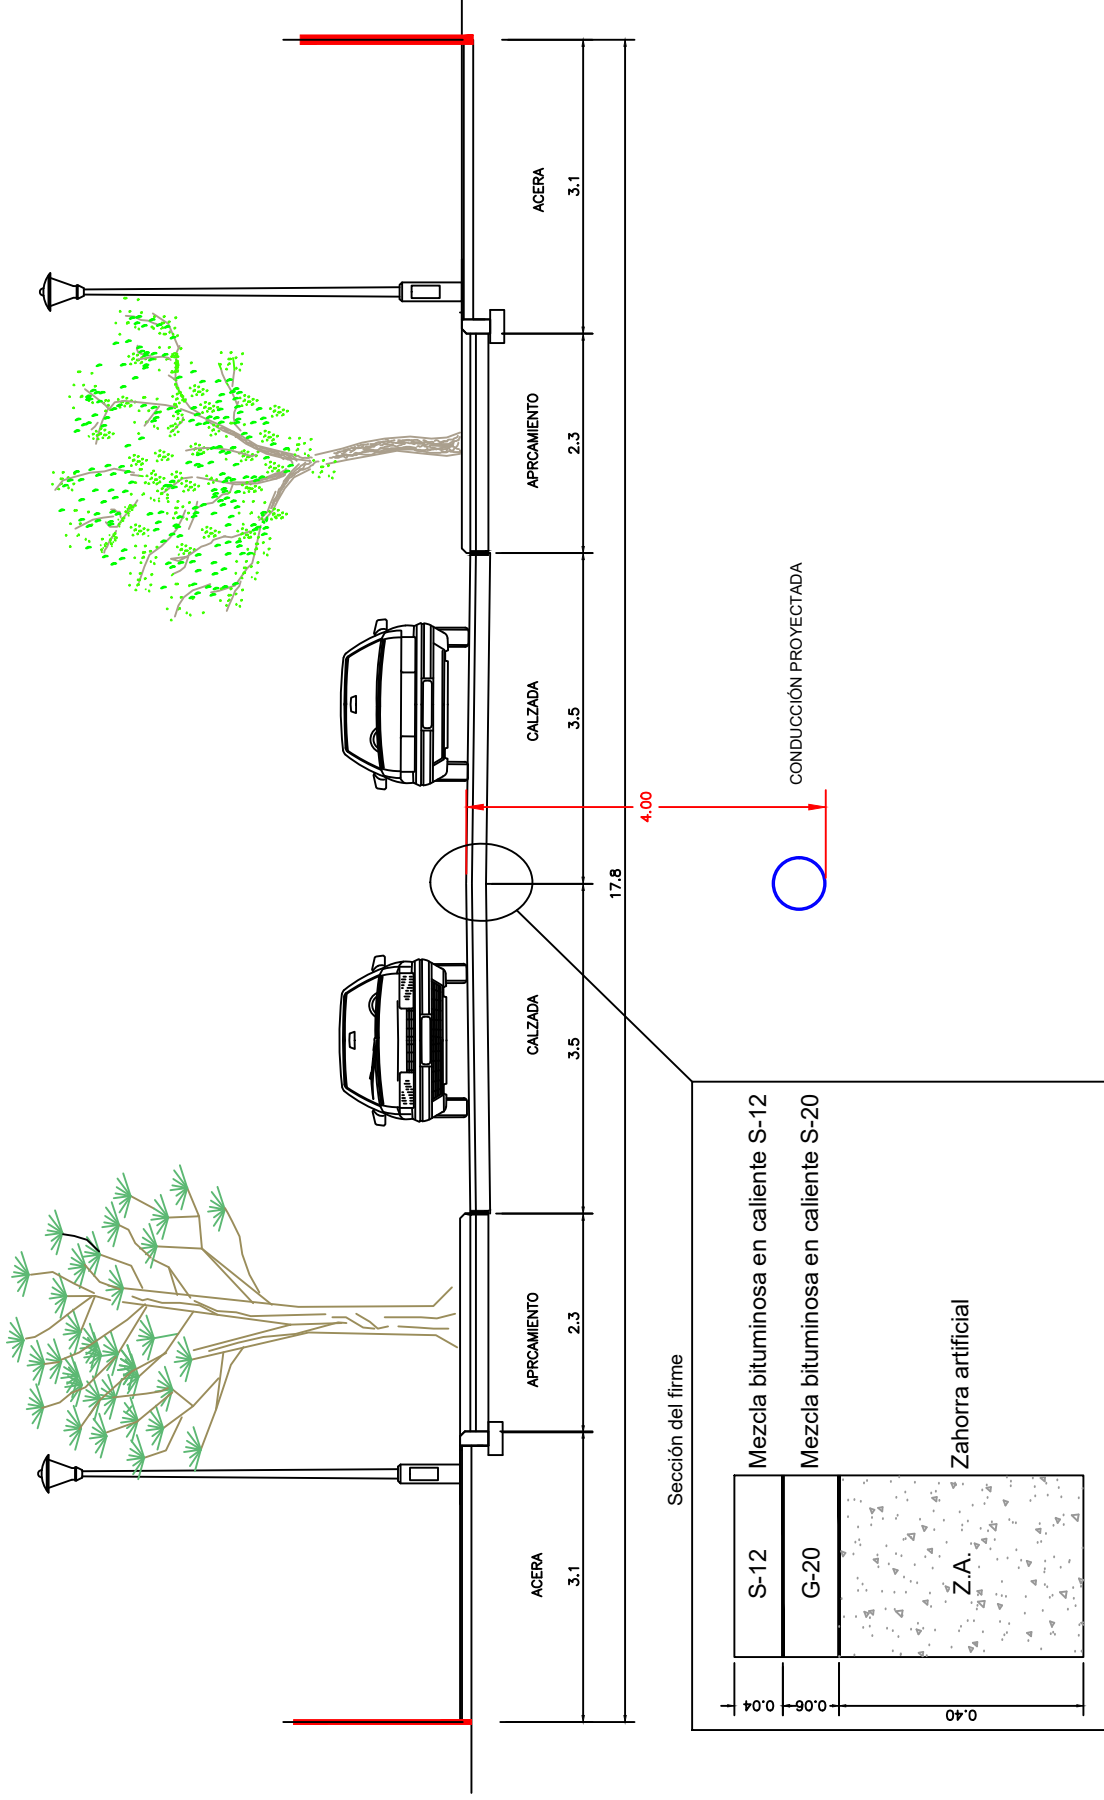 ACERA
APRCAMIENTO
CALZADA
CALZADA
APRCAMIENTO
ACERA
3.1
2.3
3.5
3.5
2.3
3.1
17.8
4.00
CONDUCCIÓN PROYECTADA
Sección del firme
0.04
S-12
Mezcla bituminosa en caliente S-12
0.06
G-20
Mezcla bituminosa en caliente S-20
0.40
Z.A.
Zahorra artificial